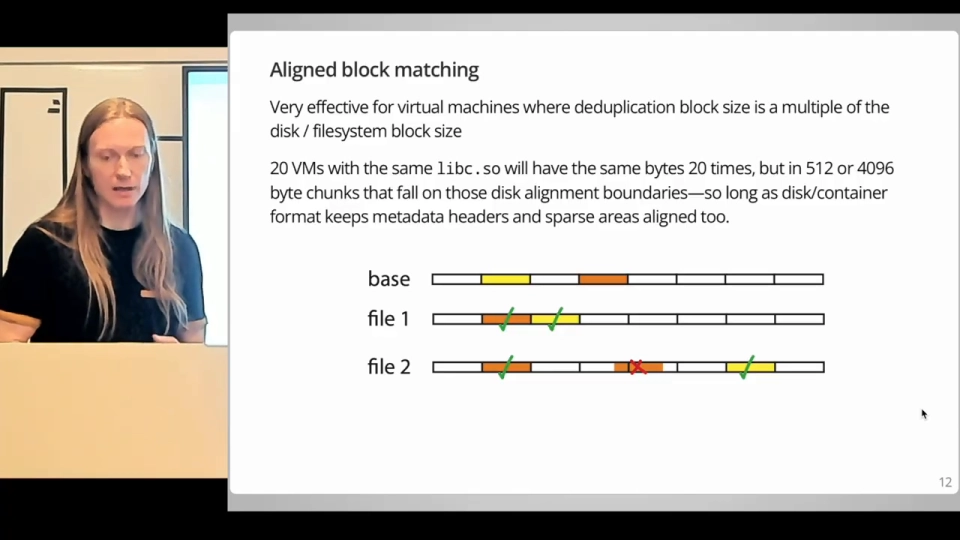 Aligned block matching
Very effective for virtual machines where deduplication block size is a multiple of the
disk / filesystem block size
20 VMs with the same libc.so will have the same bytes 20 times, but in 512 or 4096
byte chunks that fall on those disk alignment boundaries—so long as disk/container
format keeps metadata headers and sparse areas aligned too.
base
file 1
file 2
12